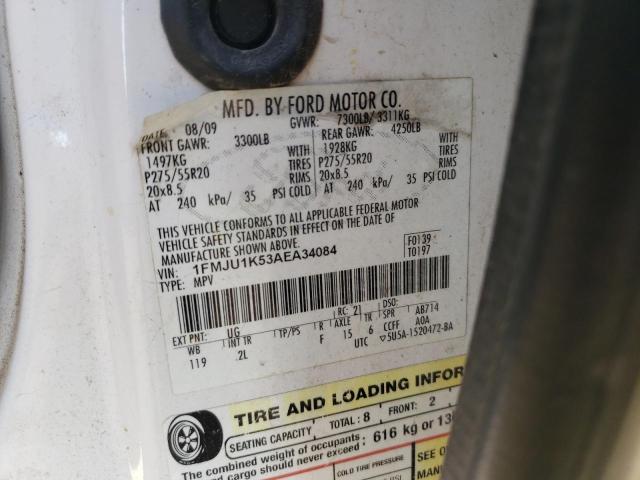 MFD. BY FORD MOTOR CO.
DATE 08/09 GVWR: 7300LB/ 3311KG
FRONT GAWR: 3300LB REAR GAWR: 4250LB
1497KG WITH 1928KG WITH
P275/55R20 TIRES P275/55R20 TIRES
20x8.5 RIMS 20x8.5 RIMS
AT 240 kPa/ 35 PSI COLD AT 240 kPa/ 35 PSI COLD
THIS VEHICLE CONFORMS TO ALL APPLICABLE FEDERAL MOTOR
VEHICLE SAFETY STANDARDS IN EFFECT ON THE DATE OF
MANUFACTURE SHOWN ABOVE.
VIN: 1FMJU1K53AEA34084 F0139
TYPE: MPV T0197
EXT PNT: UG RC: 21 DSO:
WB INT TR TP/PS R AXLE TR SPR AB714
119 2L F 15 6 CCFF AOA
UTC 5U5A-1520472-BA
TIRE AND LOADING INFOR
SEATING CAPACITY TOTAL: 8 FRONT: 2
The combined weight of occupants,
and cargo should never exceed: 616 kg or
COLD TIRE PRESSURE
SEE O
MANU